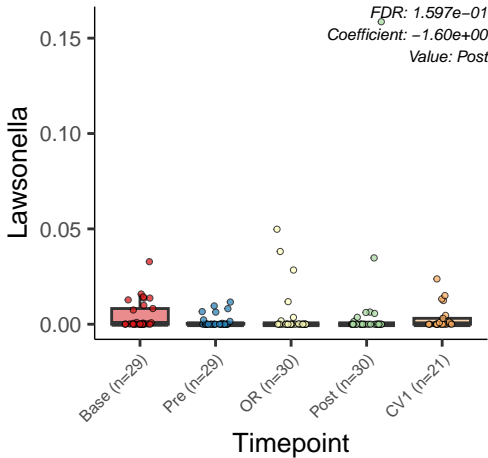 FDR: 1.597e−01
Coefficient: −1.60e+00
Value: Post
0.15
0.10
0.05
0.00
Lawsonella
Base (n=29)
Pre (n=29)
OR (n=30)
Post (n=30)
CV1 (n=21)
Timepoint